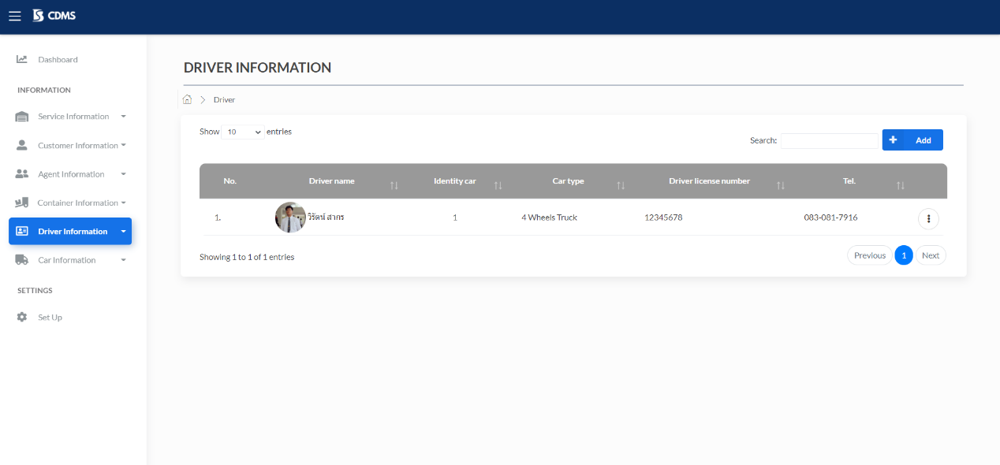 CDMS
Dashboard
INFORMATION
Service Information
Customer Information
Agent Information
Container Information
Driver Information
Car Information
SETTINGS
Set Up
DRIVER INFORMATION
Driver
Show 10 entries
Search:
Add
No. Driver name Identity car Car type Driver license number Tel.
1. วิรัตน์ สากร 1 4 Wheels Truck 12345678 083-081-7916
Showing 1 to 1 of 1 entries
Previous 1 Next